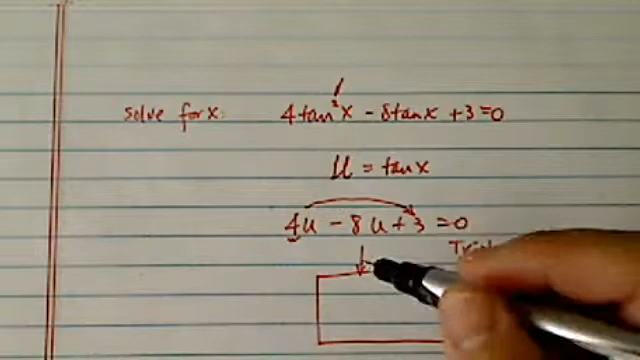 solve for x: 4tan²x - 8tanx +3=0
u = tanx
4u - 8u+3 =0